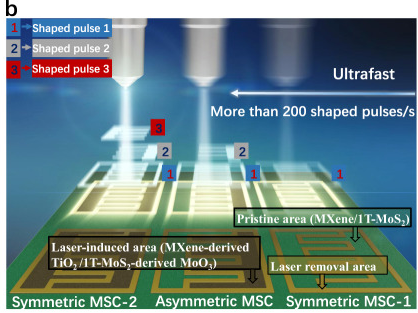 b
1 Shaped pulse 1
2 Shaped pulse 2
3 Shaped pulse 3
Ultrafast
More than 200 shaped pulses/s
3
2 2
1 1 1
Pristine area (MXene/1T-MoS₂)
Laser-induced area (MXene-derived
TiO₂/1T-MoS₂-derived MoO₃)
Laser removal area
Symmetric MSC-2 Asymmetric MSC Symmetric MSC-1